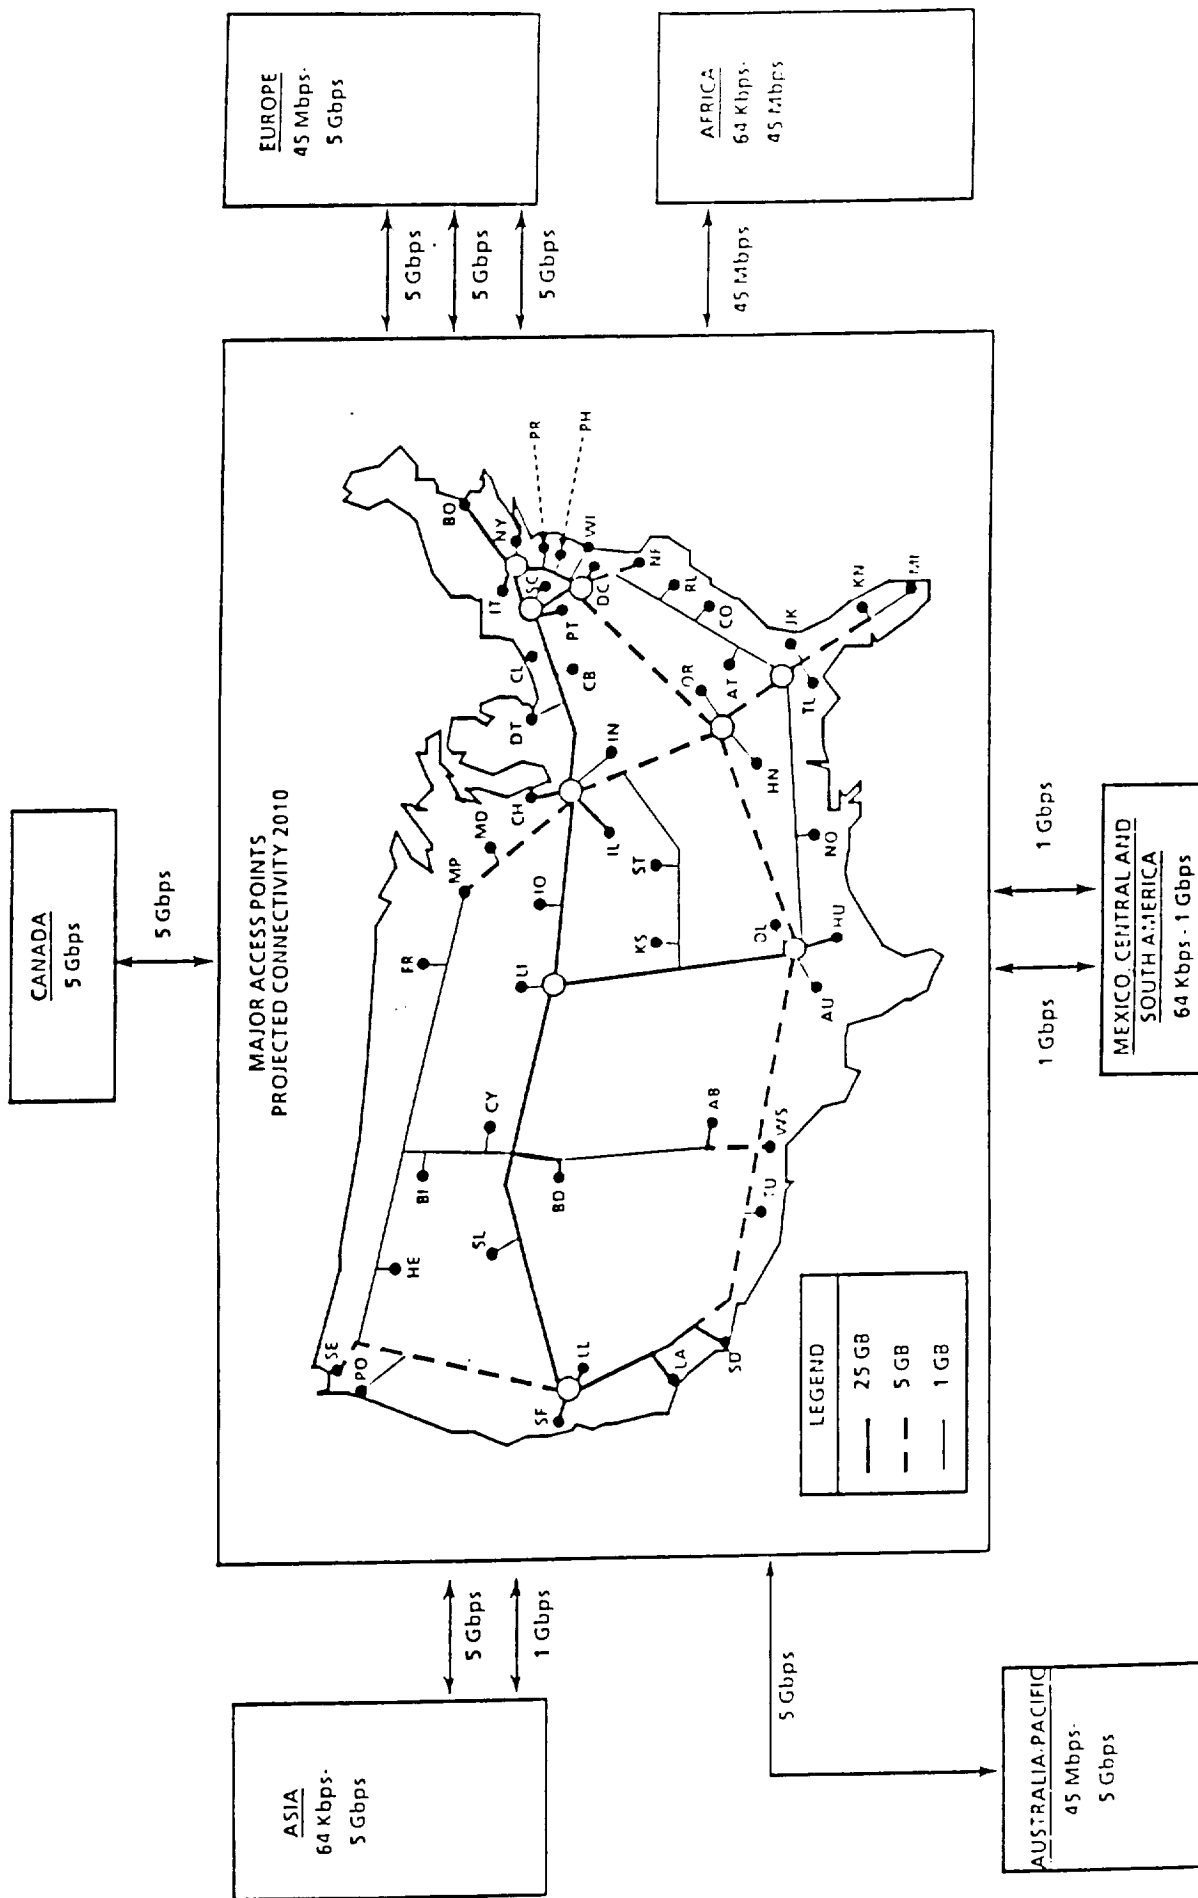 CANADA
5 Gbps
5 Gbps
MAJOR ACCESS POINTS
PROJECTED CONNECTIVITY 2010
ASIA
64 Kbps-
5 Gbps
5 Gbps
1 Gbps
EUROPE
45 Mbps-
5 Gbps
5 Gbps
5 Gbps
5 Gbps
AFRICA
64 Kbps-
45 Mbps
45 Mbps
AUSTRALIA-PACIFIC
45 Mbps-
5 Gbps
5 Gbps
MEXICO, CENTRAL AND
SOUTH AMERICA
64 Kbps - 1 Gbps
1 Gbps
1 Gbps
SE
PO
HE
BI
FR
MP
MD
CY
SL
SF
LL
LA
SD
BD
AB
WS
TU
LI
IO
KS
ST
CH
IL
IN
DT
CL
CB
PT
SC
IT
BO
NY
PR
PH
WI
DC
NF
RL
CO
OR
AT
HN
JK
TL
KN
MI
NO
DL
HU
AU
LEGEND
25 GB
5 GB
1 GB